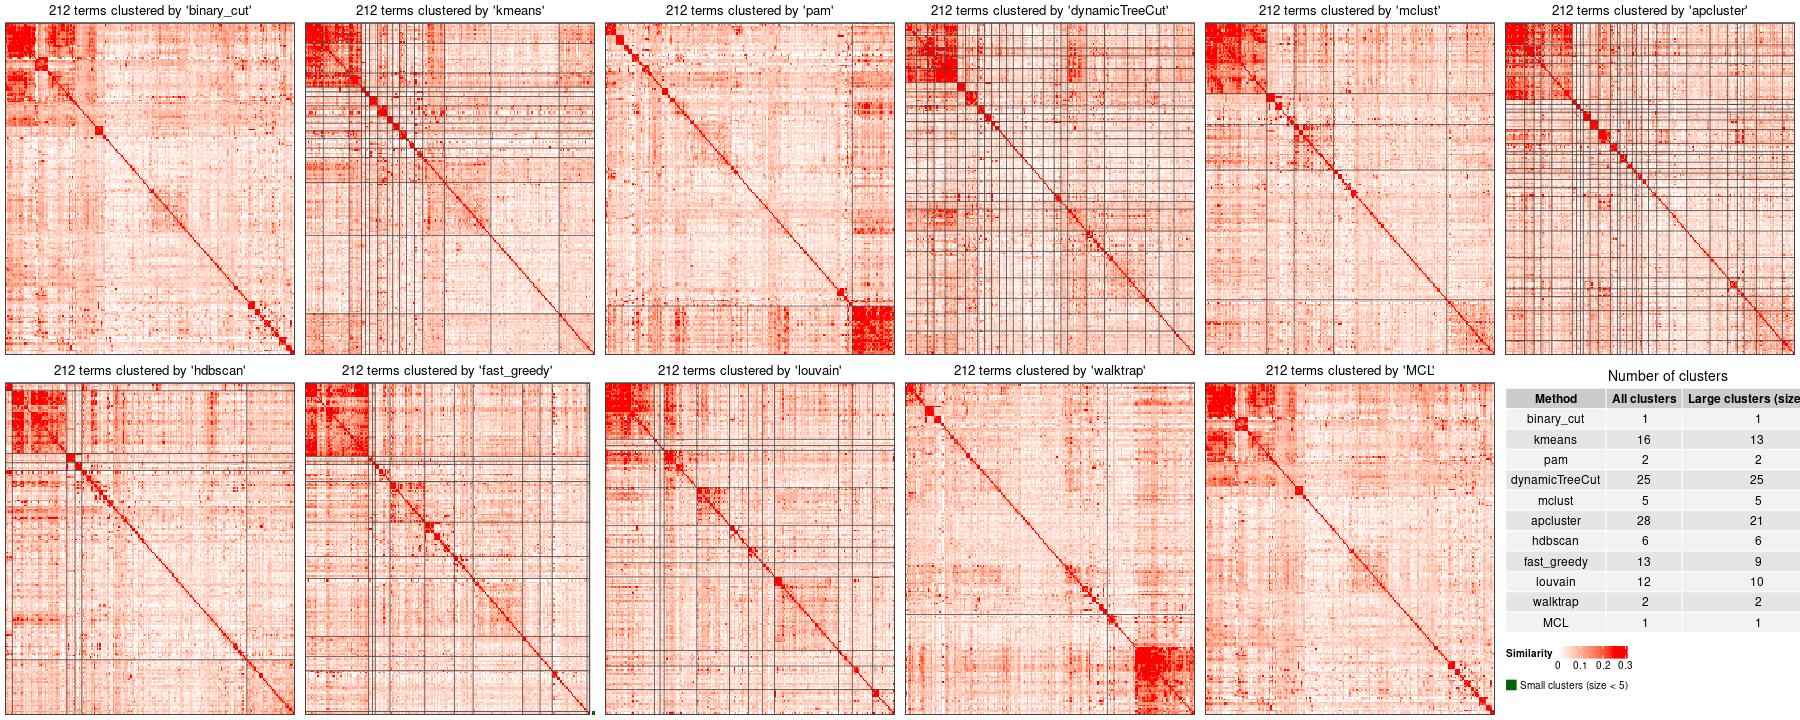 212 terms clustered by 'binary_cut'
212 terms clustered by 'kmeans'
212 terms clustered by 'pam'
212 terms clustered by 'dynamicTreeCut'
212 terms clustered by 'mclust'
212 terms clustered by 'apcluster'
212 terms clustered by 'hdbscan'
212 terms clustered by 'fast_greedy'
212 terms clustered by 'louvain'
212 terms clustered by 'walktrap'
212 terms clustered by 'MCL'
Number of clusters
Method All clusters Large clusters (size
binary_cut 1 1
kmeans 16 13
pam 2 2
dynamicTreeCut 25 25
mclust 5 5
apcluster 28 21
hdbscan 6 6
fast_greedy 13 9
louvain 12 10
walktrap 2 2
MCL 1 1
Similarity
0 0.1 0.2 0.3
Small clusters (size < 5)